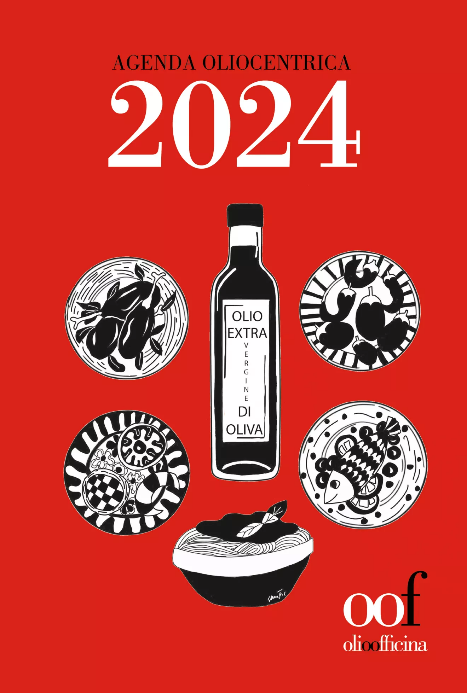 AGENDA OLIOCENTRICA
2024
OLIO
EXTRA
VERGINE
DI
OLIVA
oof
olioofficina